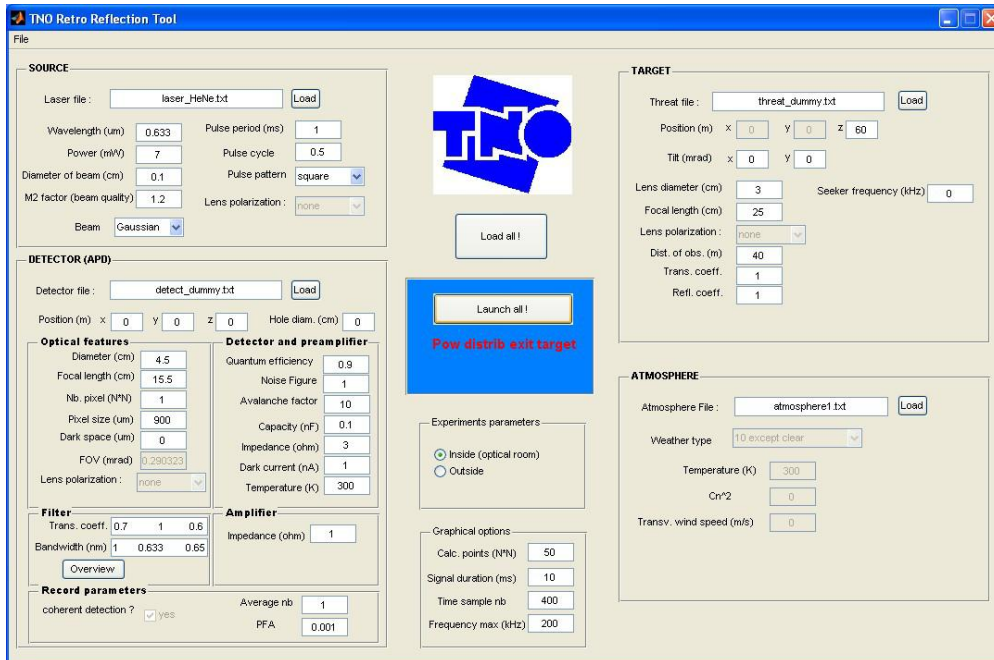 TNO Retro Reflection Tool
File
SOURCE
Laser file : laser_HeNe.txt Load
Wavelength (um) 0.633 Pulse period (ms) 1
Power (mW) 7 Pulse cycle 0.5
Diameter of beam (cm) 0.1 Pulse pattern square
M2 factor (beam quality) 1.2 Lens polarization : none
Beam Gaussian
DETECTOR (APD)
Detector file : detect_dummy.txt Load
Position (m) x 0 y 0 z 0 Hole diam. (cm) 0
Optical features
Diameter (cm) 4.5
Focal length (cm) 15.5
Nb. pixel (N*N) 1
Pixel size (um) 900
Dark space (um) 0
FOV (mrad) 0.290323
Lens polarization : none
Detector and preamplifier
Quantum efficiency 0.9
Noise Figure 1
Avalanche factor 10
Capacity (nF) 0.1
Impedance (ohm) 3
Dark current (nA) 1
Temperature (K) 300
Filter
Trans. coeff. 0.7 1 0.6
Bandwidth (nm) 1 0.633 0.65
Overview
Amplifier
Impedance (ohm) 1
Record parameters
coherent detection ? yes
Average nb 1
PFA 0.001
TNO
Load all !
Launch all !
Pow distrib exit target
Experiments parameters
Inside (optical room)
Outside
Graphical options
Calc. points (N*N) 50
Signal duration (ms) 10
Time sample nb 400
Frequency max (kHz) 200
TARGET
Threat file : threat_dummy.txt Load
Position (m) x 0 y 0 z 60
Tilt (mrad) x 0 y 0
Lens diameter (cm) 3 Seeker frequency (kHz) 0
Focal length (cm) 25
Lens polarization : none
Dist. of obs. (m) 40
Trans. coeff. 1
Refl. coeff. 1
ATMOSPHERE
Atmosphere File : atmosphere1.txt Load
Weather type 10 except clear
Temperature (K) 300
Cn^2 0
Transv. wind speed (m/s) 0